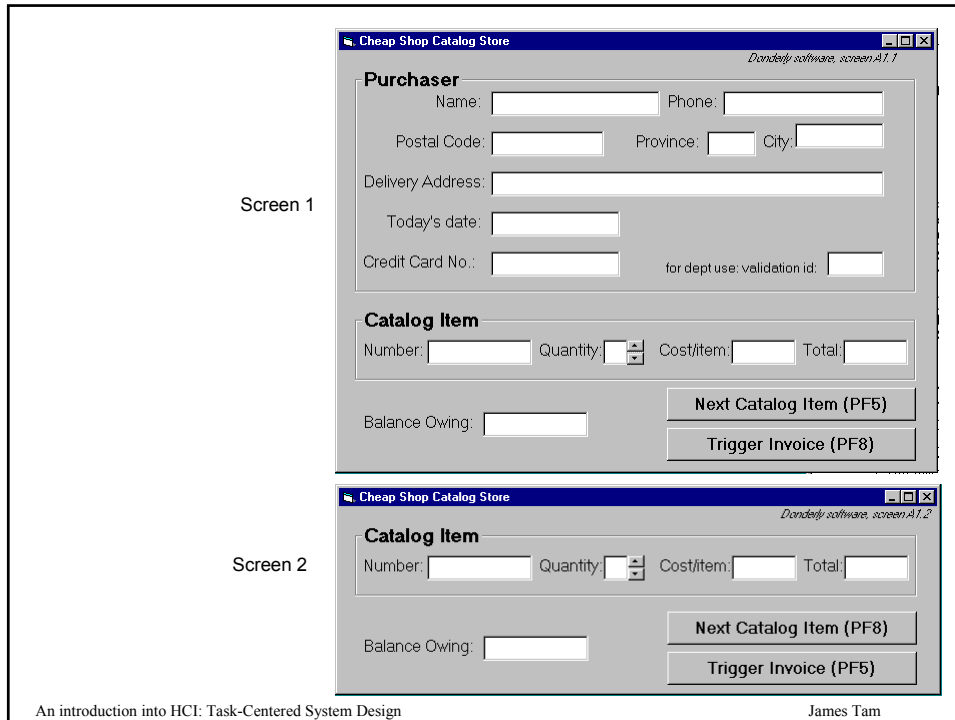 Cheap Shop Catalog Store
Donderly software, screen A1.1
Purchaser
Name: Phone:
Postal Code: Province: City:
Delivery Address:
Screen 1
Today's date:
Credit Card No.: for dept use: validation id:
Catalog Item
Number: Quantity: Cost/item: Total:
Next Catalog Item (PF5)
Balance Owing:
Trigger Invoice (PF8)
Cheap Shop Catalog Store
Donderly software, screen A1.2
Catalog Item
Screen 2
Number: Quantity: Cost/item: Total:
Next Catalog Item (PF8)
Balance Owing:
Trigger Invoice (PF5)
An introduction into HCI: Task-Centered System Design James Tam